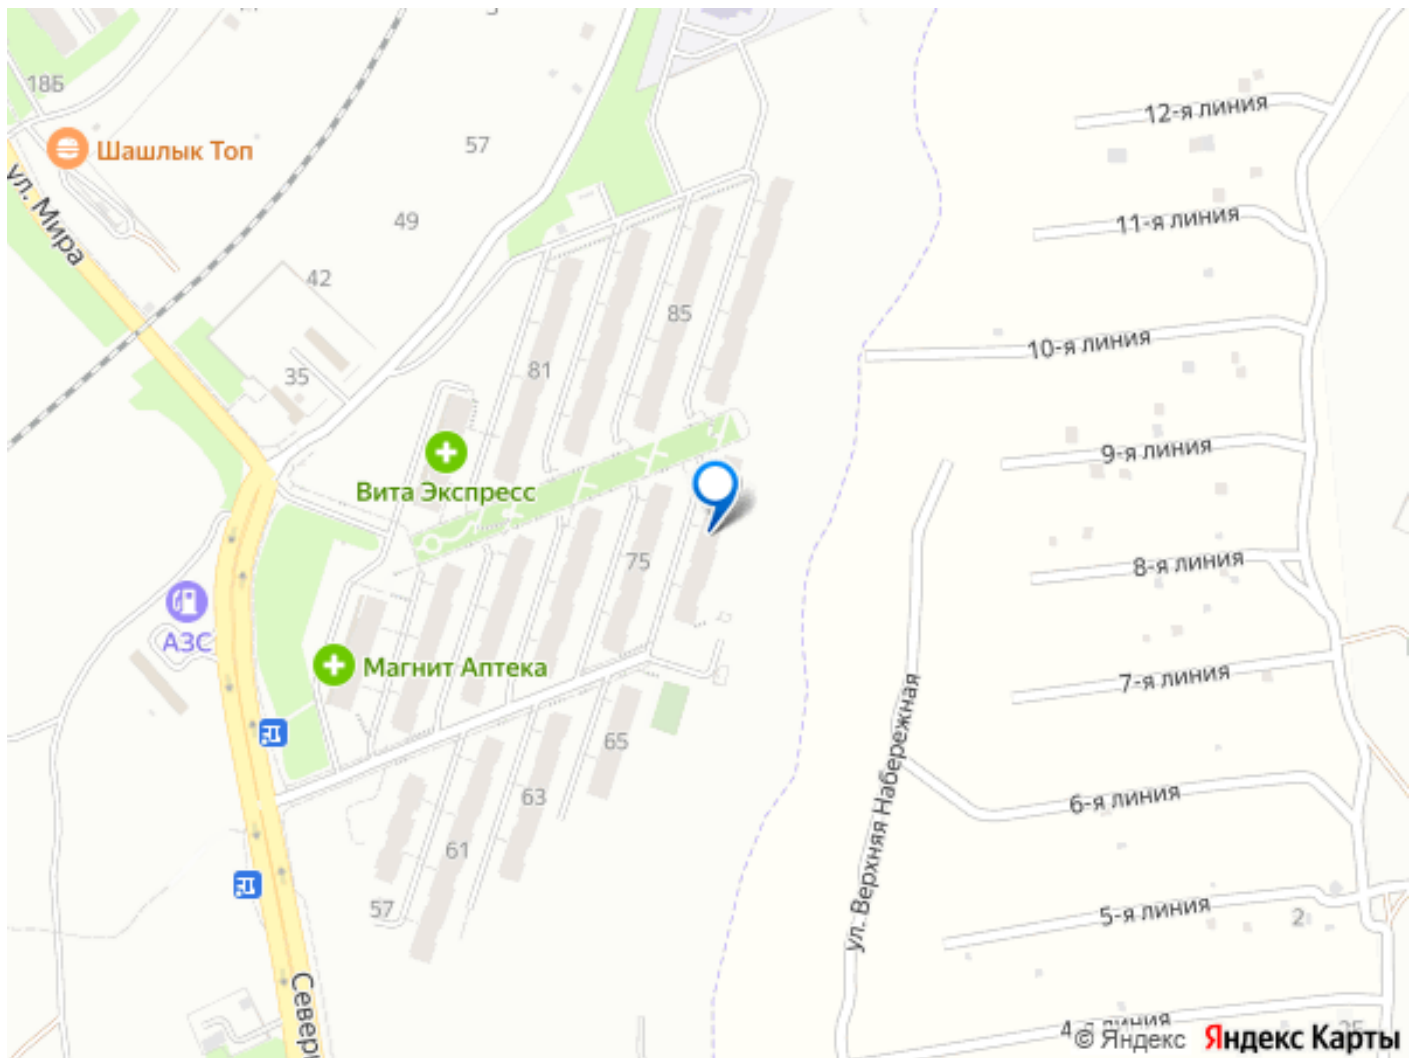 18Б
Шашлык Топ
ул. Мира
57
49
42
35
12-я линия
11-я линия
10-я линия
85
81
9-я линия
Вита Экспресс
75
8-я линия
АЗС
Магнит Аптека
7-я линия
65
ул. Верхняя Набережная
63
6-я линия
61
57
5-я линия
2
Северн
© Яндекс Яндекс Карты